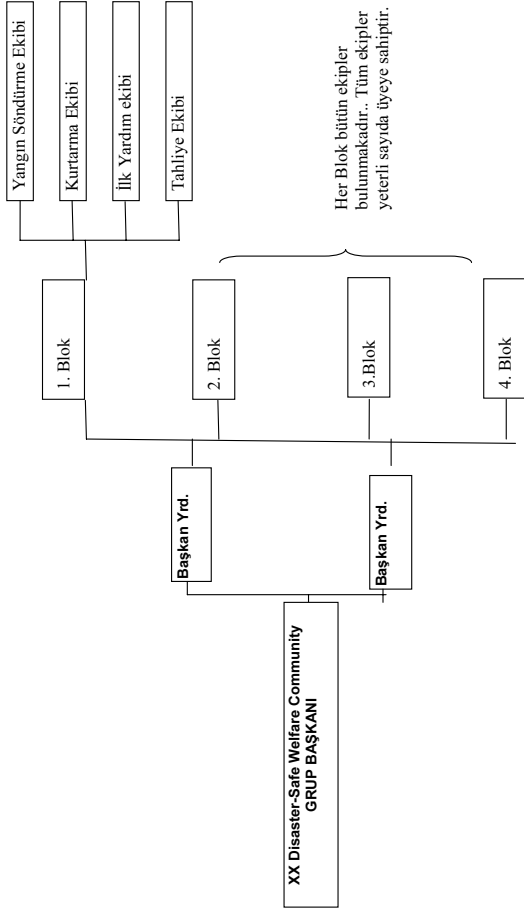 XX Disaster-Safe Welfare Community
GRUP BAŞKANI
Başkan Yrd.
Başkan Yrd.
1. Blok
2. Blok
3.Blok
4. Blok
Yangın Söndürme Ekibi
Kurtarma Ekibi
İlk Yardım ekibi
Tahliye Ekibi
Her Blok bütün ekipler
bulunmakadır.. Tüm ekipler
yeterli sayıda üyeye sahiptir.